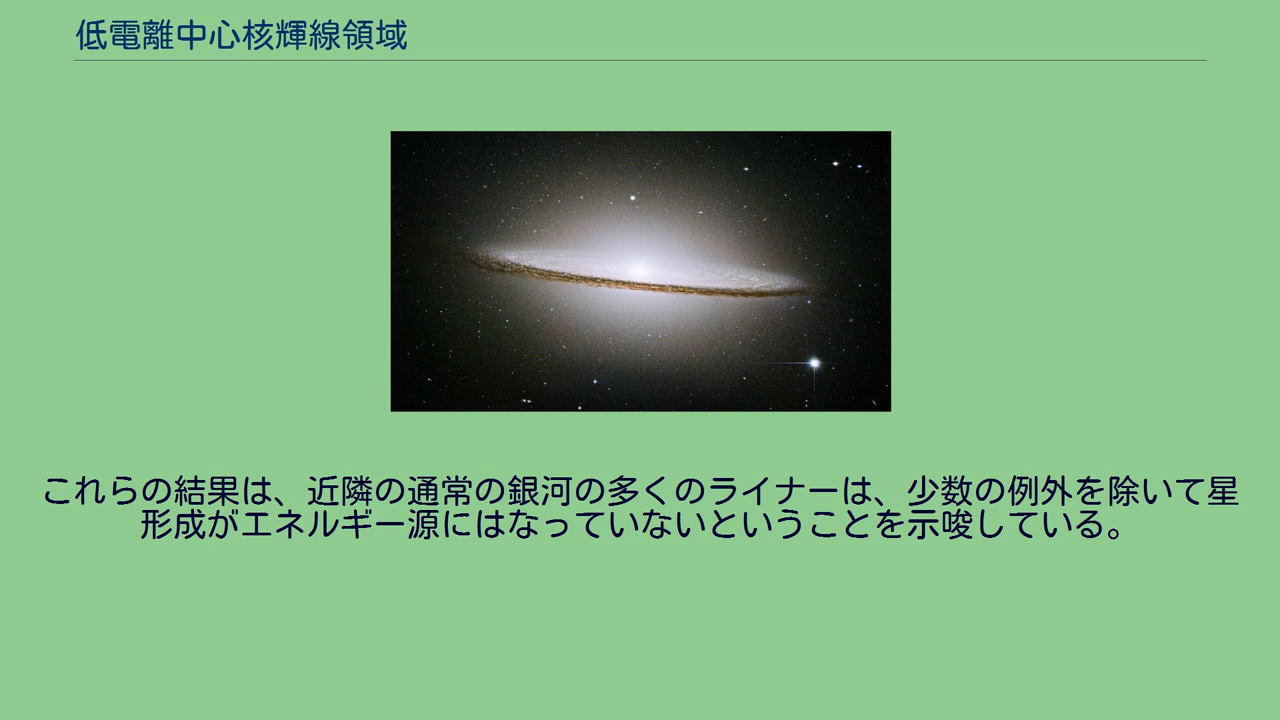 低電離中心核輝線領域
これらの結果は、近隣の通常の銀河の多くのライナーは、少数の例外を除いて星
形成がエネルギー源にはなっていないということを示唆している。